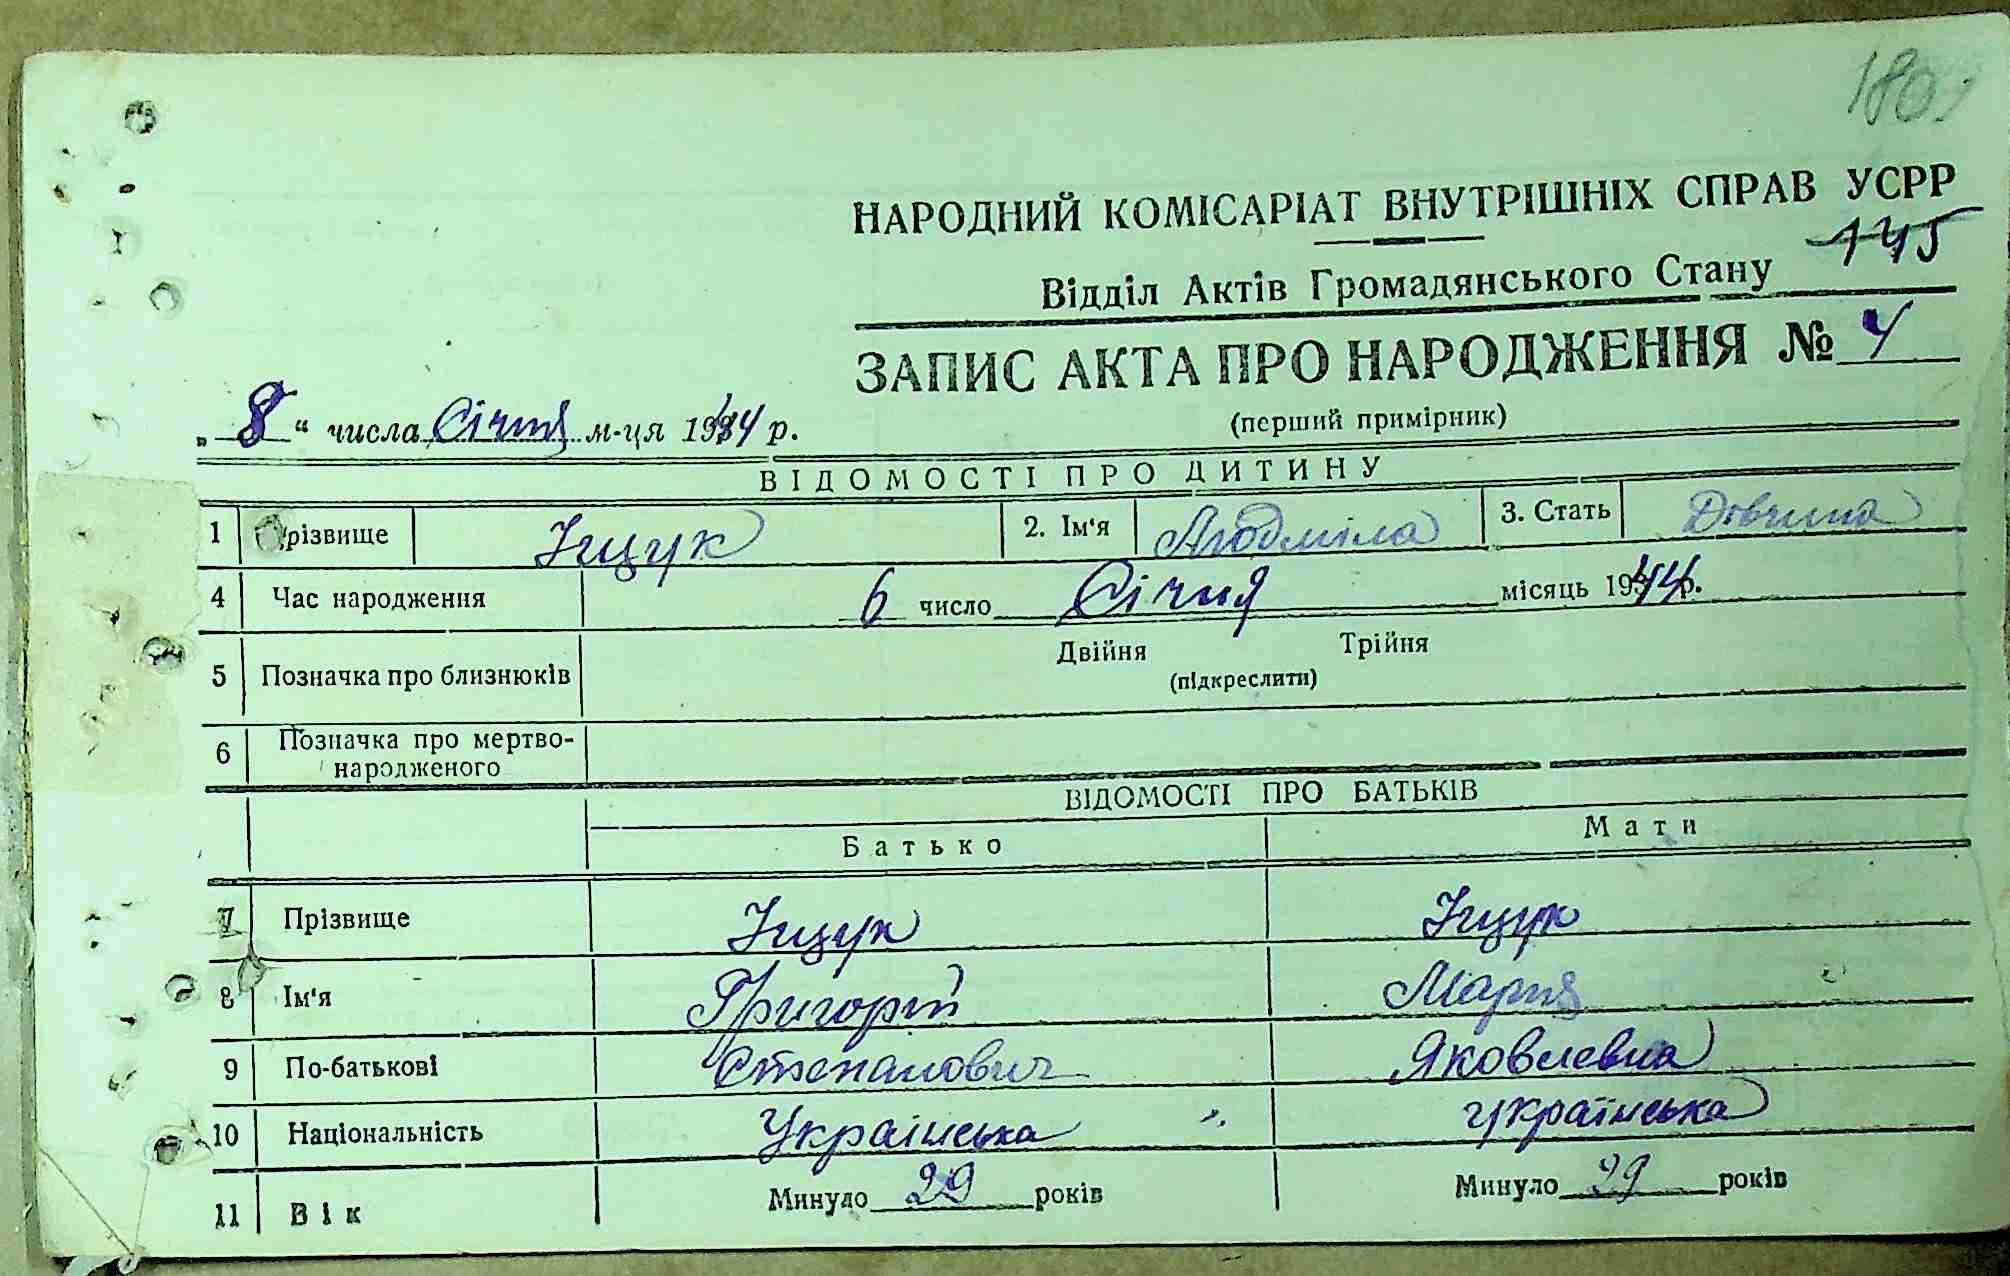 180
НАРОДНИЙ КОМІСАРІАТ ВНУТРІШНІХ СПРАВ УСРР
145
Відділ Актів Громадянського Стану
ЗАПИС АКТА ПРО НАРОДЖЕННЯ № 4
(перший примірник)
„ 8 “ числа Січня м-ця 1944 р.
ВІДОМОСТІ ПРО ДИТИНУ
1 Прізвище Іщук 2. Ім‘я Людміла 3. Стать Дівчина
4 Час народження 6 число Січня місяць 1944 р.
5 Позначка про близнюків Двійня Трійня
(підкреслити)
6 Позначка про мертво-
народженого
ВІДОМОСТІ ПРО БАТЬКІВ
Батько Мати
7 Прізвище Іщук Іщук
8 Ім‘я Григорій Мария
9 По-батькові Степанович Яковлевна
10 Національність Українська українська
11 Вік Минуло 29 років Минуло 29 років